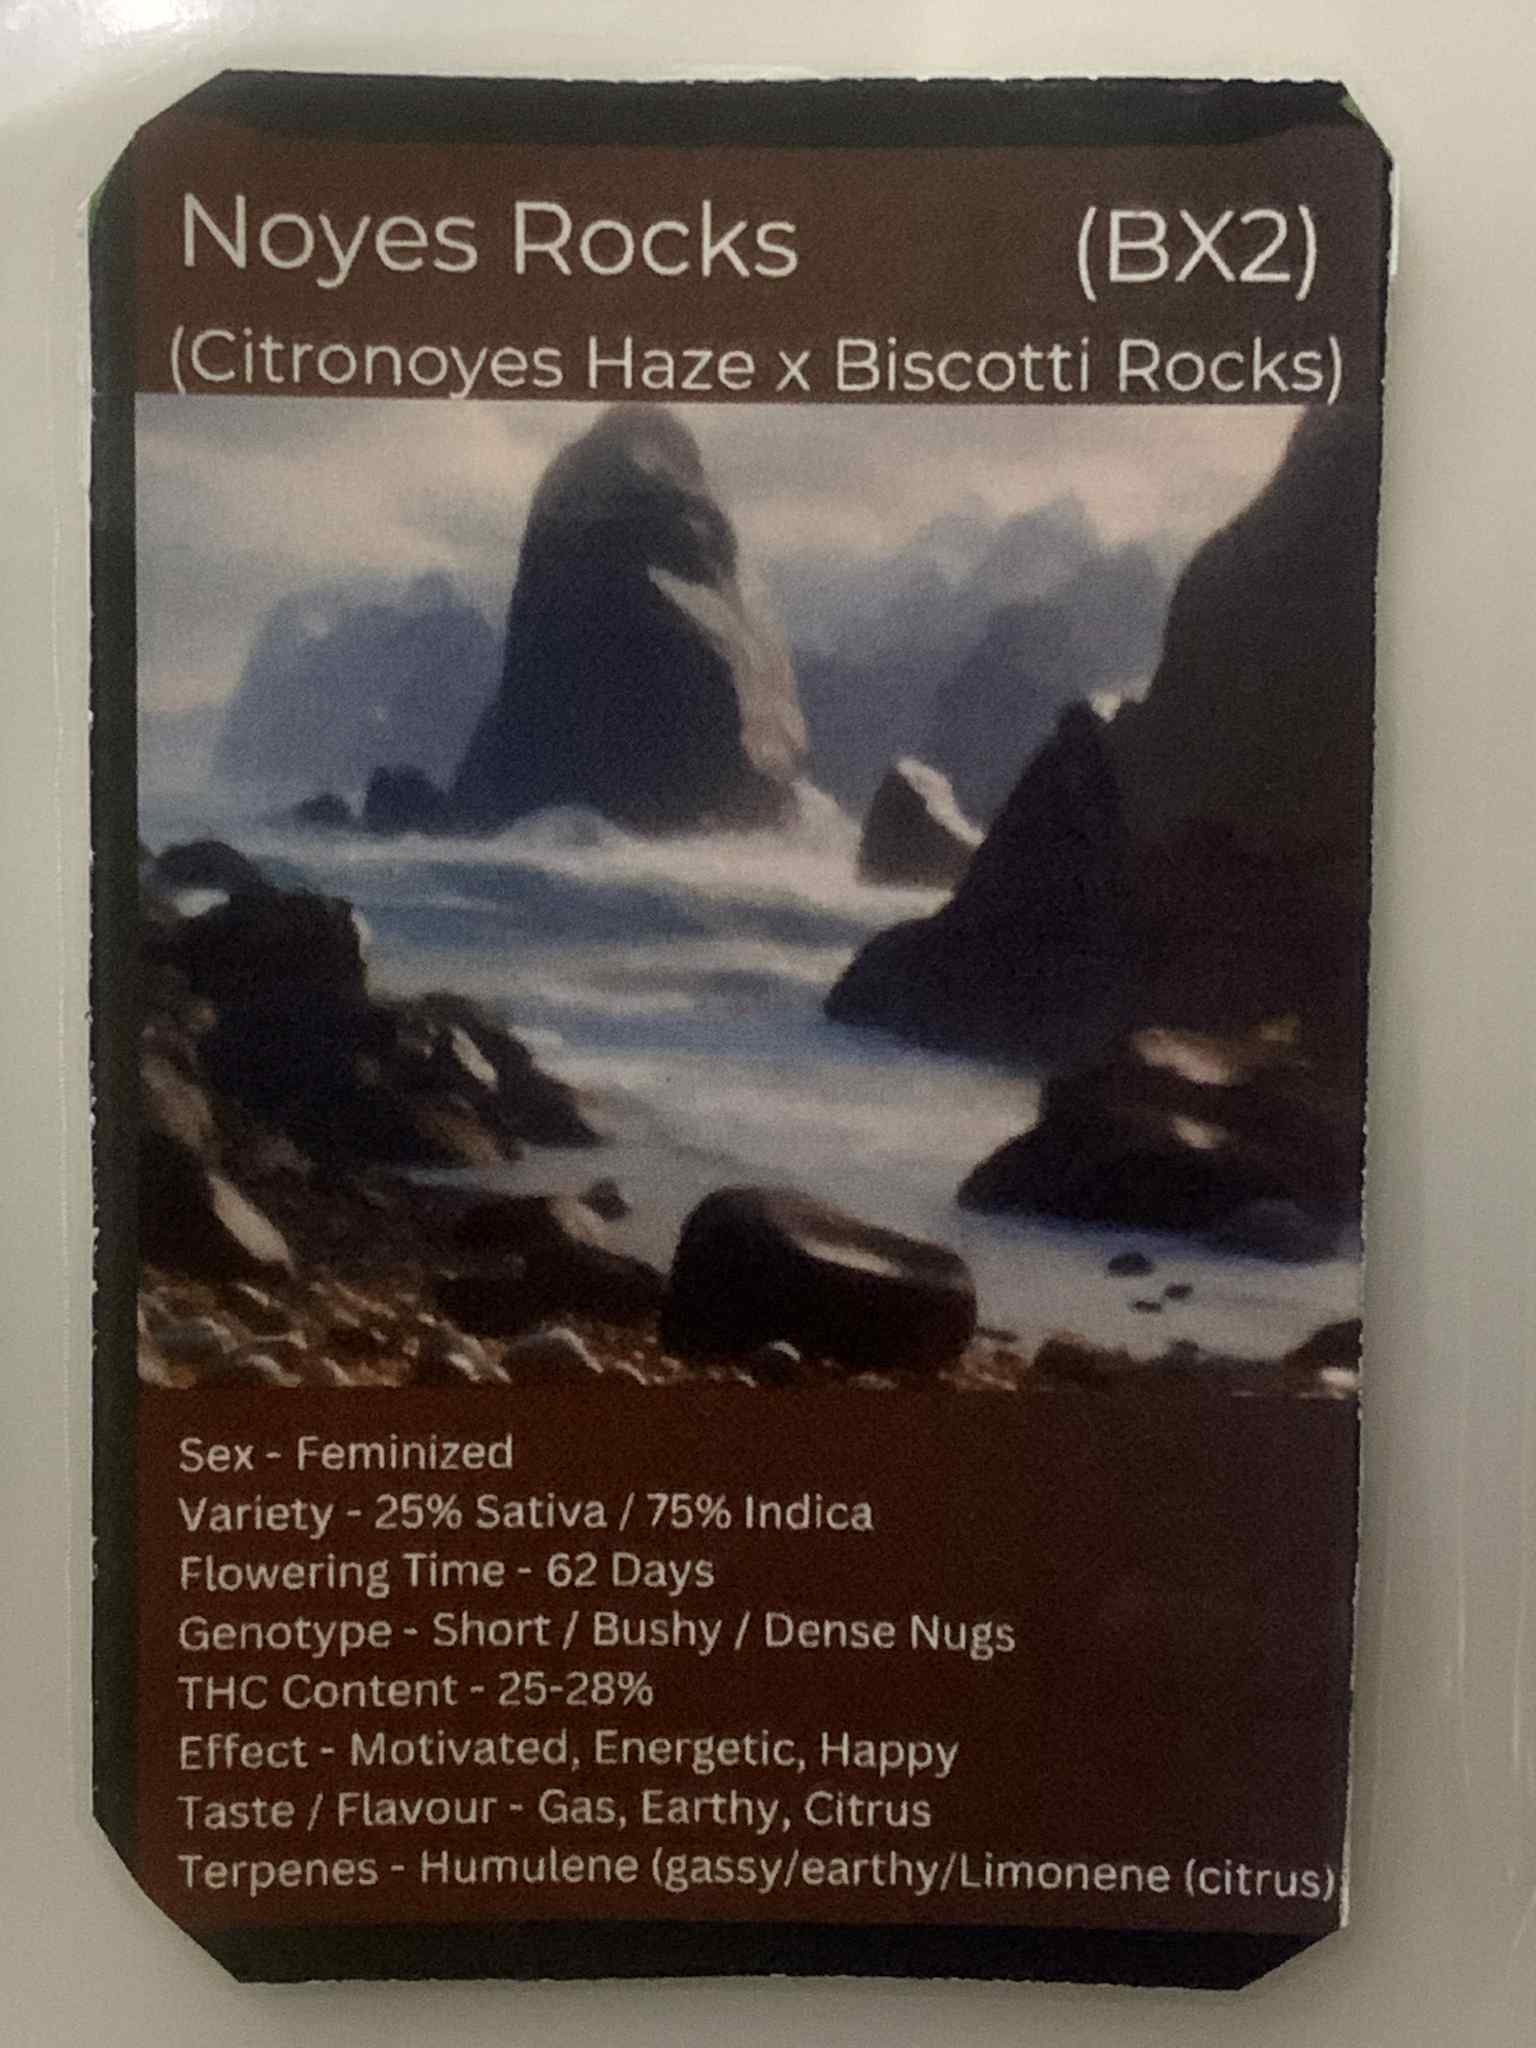 Noyes Rocks (BX2)
(Citronoyes Haze x Biscotti Rocks)
Sex - Feminized
Variety - 25% Sativa / 75% Indica
Flowering Time - 62 Days
Genotype - Short / Bushy / Dense Nugs
THC Content - 25-28%
Effect - Motivated, Energetic, Happy
Taste / Flavour - Gas, Earthy, Citrus
Terpenes - Humulene (gassy/earthy/Limonene (citrus)